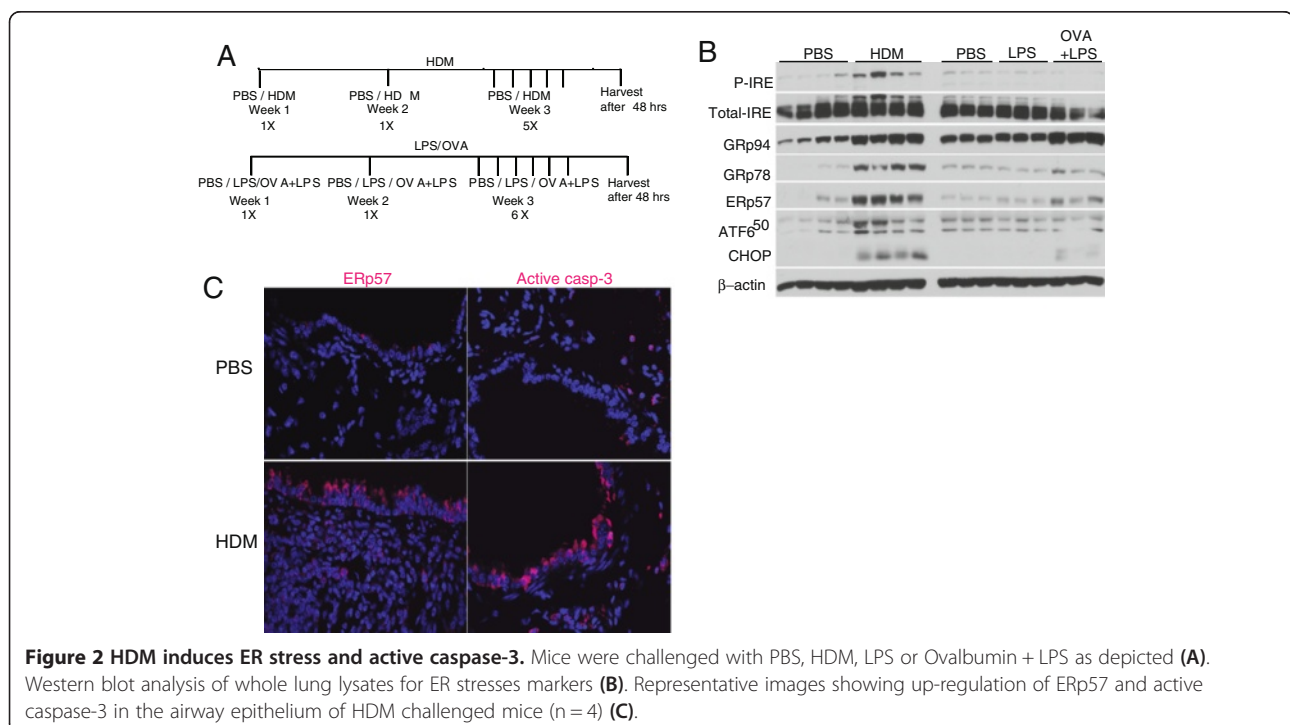 A
HDM
PBS / HDM PBS / HD M PBS / HDM Harvest
Week 1 Week 2 Week 3 after 48 hrs
1X 1X 5X
LPS/OVA
PBS / LPS/OV A+LPS PBS / LPS / OV A+LPS PBS / LPS / OV A+LPS Harvest
Week 1 Week 2 Week 3 after 48 hrs
1X 1X 6 X
B
PBS HDM PBS LPS OVA
+LPS
P-IRE
Total-IRE
GRp94
GRp78
ERp57
ATF6⁵⁰
CHOP
β–actin
C
ERp57 Active casp-3
PBS
HDM
Figure 2 HDM induces ER stress and active caspase-3. Mice were challenged with PBS, HDM, LPS or Ovalbumin + LPS as depicted (A).
Western blot analysis of whole lung lysates for ER stresses markers (B). Representative images showing up-regulation of ERp57 and active
caspase-3 in the airway epithelium of HDM challenged mice (n = 4) (C).